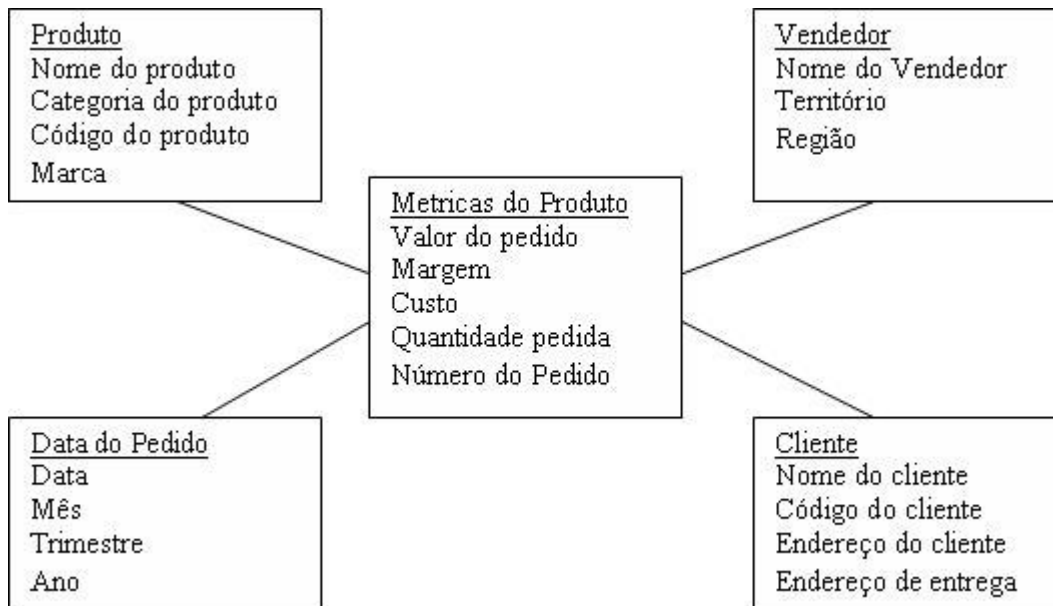 Produto
Nome do produto
Categoria do produto
Código do produto
Marca
Vendedor
Nome do Vendedor
Território
Região
Metricas do Produto
Valor do pedido
Margem
Custo
Quantidade pedida
Número do Pedido
Data do Pedido
Data
Mês
Trimestre
Ano
Cliente
Nome do cliente
Código do cliente
Endereço do cliente
Endereço de entrega